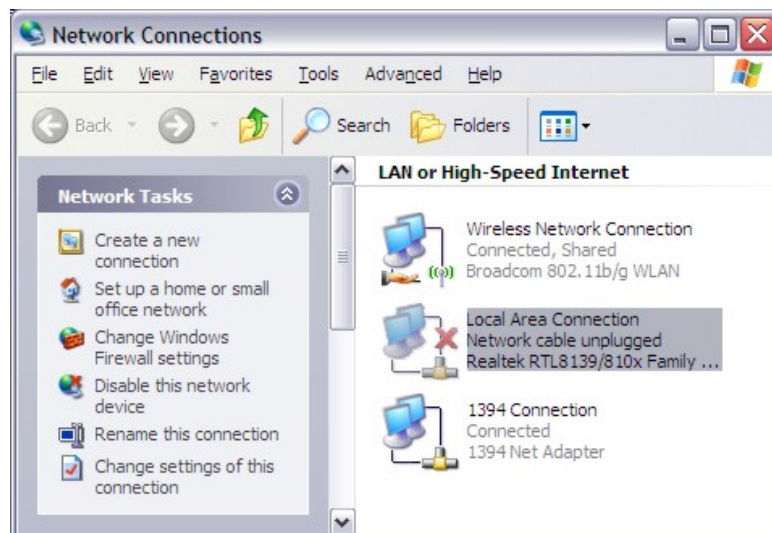 Network Connections
File Edit View Favorites Tools Advanced Help
Back Search Folders
Network Tasks
Create a new
connection
Set up a home or small
office network
Change Windows
Firewall settings
Disable this network
device
Rename this connection
Change settings of this
connection
LAN or High-Speed Internet
Wireless Network Connection
Connected, Shared
Broadcom 802.11b/g WLAN
Local Area Connection
Network cable unplugged
Realtek RTL8139/810x Family ...
1394 Connection
Connected
1394 Net Adapter